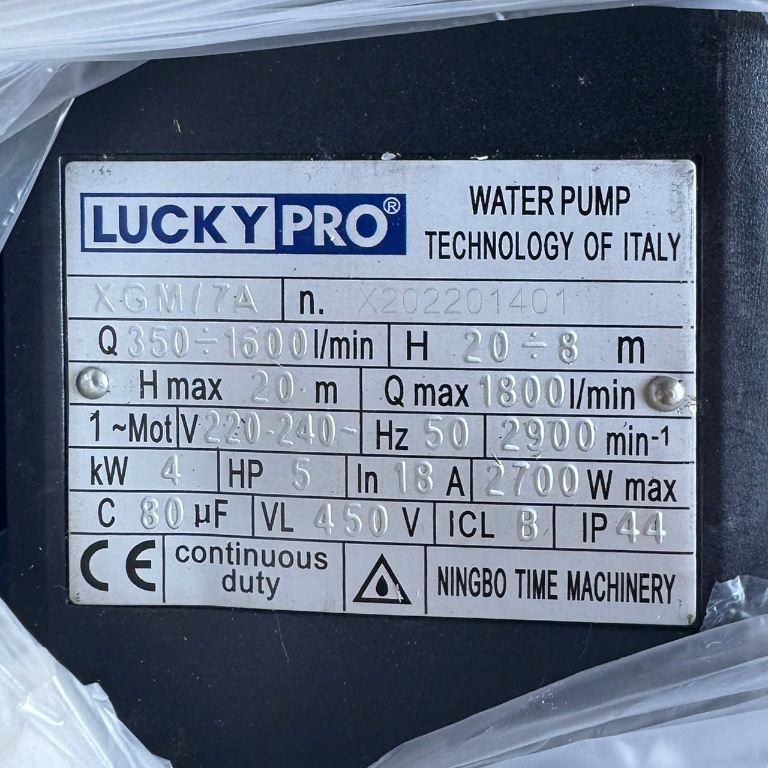 LUCKYPRO®
WATER PUMP
TECHNOLOGY OF ITALY
XGM/7A n. X202201401
Q 350÷1600 l/min H 20÷8 m
H max 20 m Q max 1800 l/min
1~Mot V 220-240~ Hz 50 2900 min-1
kW 4 HP 5 In 18 A 2700 W max
C 80 µF VL 450 V ICL B IP 44
CE continuous
duty
NINGBO TIME MACHINERY